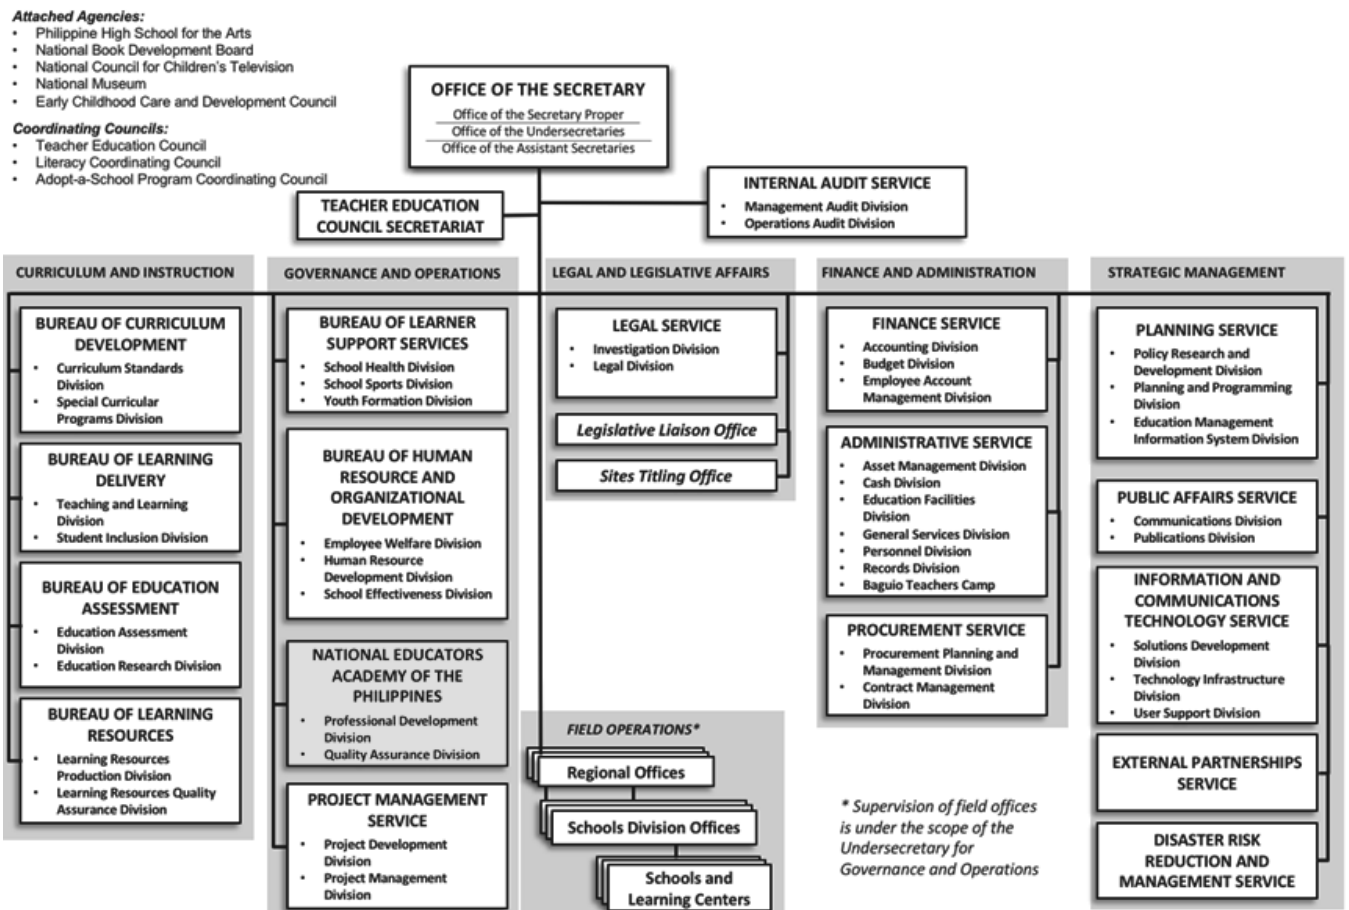 Attached Agencies:
• Philippine High School for the Arts
• National Book Development Board
• National Council for Children's Television
• National Museum
• Early Childhood Care and Development Council
Coordinating Councils:
• Teacher Education Council
• Literacy Coordinating Council
• Adopt-a-School Program Coordinating Council
OFFICE OF THE SECRETARY
Office of the Secretary Proper
Office of the Undersecretaries
Office of the Assistant Secretaries
TEACHER EDUCATION
COUNCIL SECRETARIAT
INTERNAL AUDIT SERVICE
• Management Audit Division
• Operations Audit Division
CURRICULUM AND INSTRUCTION
BUREAU OF CURRICULUM
DEVELOPMENT
• Curriculum Standards
Division
• Special Curricular
Programs Division
BUREAU OF LEARNING
DELIVERY
• Teaching and Learning
Division
• Student Inclusion Division
BUREAU OF EDUCATION
ASSESSMENT
• Education Assessment
Division
• Education Research Division
BUREAU OF LEARNING
RESOURCES
• Learning Resources
Production Division
• Learning Resources Quality
Assurance Division
GOVERNANCE AND OPERATIONS
BUREAU OF LEARNER
SUPPORT SERVICES
• School Health Division
• School Sports Division
• Youth Formation Division
BUREAU OF HUMAN
RESOURCE AND
ORGANIZATIONAL
DEVELOPMENT
• Employee Welfare Division
• Human Resource
Development Division
• School Effectiveness Division
NATIONAL EDUCATORS
ACADEMY OF THE
PHILIPPINES
• Professional Development
Division
• Quality Assurance Division
PROJECT MANAGEMENT
SERVICE
• Project Development
Division
• Project Management
Division
LEGAL AND LEGISLATIVE AFFAIRS
LEGAL SERVICE
• Investigation Division
• Legal Division
Legislative Liaison Office
Sites Titling Office
FIELD OPERATIONS*
Regional Offices
Schools Division Offices
Schools and
Learning Centers
FINANCE AND ADMINISTRATION
FINANCE SERVICE
• Accounting Division
• Budget Division
• Employee Account
Management Division
ADMINISTRATIVE SERVICE
• Asset Management Division
• Cash Division
• Education Facilities
Division
• General Services Division
• Personnel Division
• Records Division
• Baguio Teachers Camp
PROCUREMENT SERVICE
• Procurement Planning and
Management Division
• Contract Management
Division
* Supervision of field offices
is under the scope of the
Undersecretary for
Governance and Operations
STRATEGIC MANAGEMENT
PLANNING SERVICE
• Policy Research and
Development Division
• Planning and Programming
Division
• Education Management
Information System Division
PUBLIC AFFAIRS SERVICE
• Communications Division
• Publications Division
INFORMATION AND
COMMUNICATIONS
TECHNOLOGY SERVICE
• Solutions Development
Division
• Technology Infrastructure
Division
• User Support Division
EXTERNAL PARTNERSHIPS
SERVICE
DISASTER RISK
REDUCTION AND
MANAGEMENT SERVICE